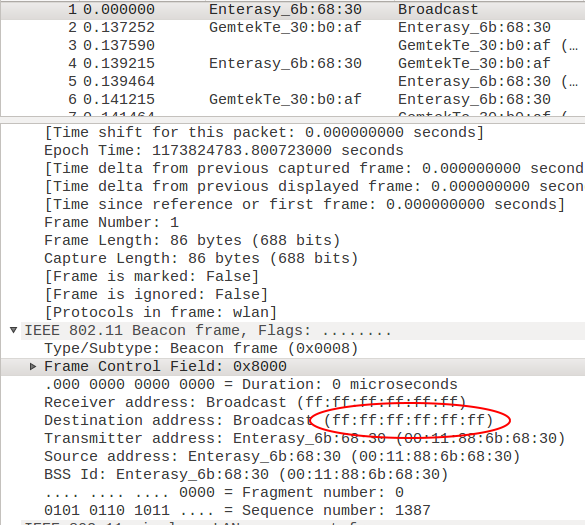 1 0.000000 Enterasy_6b:68:30 Broadcast
2 0.137252 GemtekTe_30:b0:af Enterasy_6b:68:30
3 0.137590 GemtekTe_30:b0:af (…
4 0.139215 Enterasy_6b:68:30 GemtekTe_30:b0:af
5 0.139464 Enterasy_6b:68:30 (…
6 0.141215 GemtekTe_30:b0:af Enterasy_6b:68:30
7 0.141464 GemtekTe_30:b0:af (…
[Time shift for this packet: 0.000000000 seconds]
Epoch Time: 1173824783.800723000 seconds
[Time delta from previous captured frame: 0.000000000 second
[Time delta from previous displayed frame: 0.000000000 secon
[Time since reference or first frame: 0.000000000 seconds]
Frame Number: 1
Frame Length: 86 bytes (688 bits)
Capture Length: 86 bytes (688 bits)
[Frame is marked: False]
[Frame is ignored: False]
[Protocols in frame: wlan]
IEEE 802.11 Beacon frame, Flags: ........
Type/Subtype: Beacon frame (0x0008)
Frame Control Field: 0x8000
.000 0000 0000 0000 = Duration: 0 microseconds
Receiver address: Broadcast (ff:ff:ff:ff:ff:ff)
Destination address: Broadcast (ff:ff:ff:ff:ff:ff)
Transmitter address: Enterasy_6b:68:30 (00:11:88:6b:68:30)
Source address: Enterasy_6b:68:30 (00:11:88:6b:68:30)
BSS Id: Enterasy_6b:68:30 (00:11:88:6b:68:30)
.... .... .... 0000 = Fragment number: 0
0101 0110 1011 .... = Sequence number: 1387